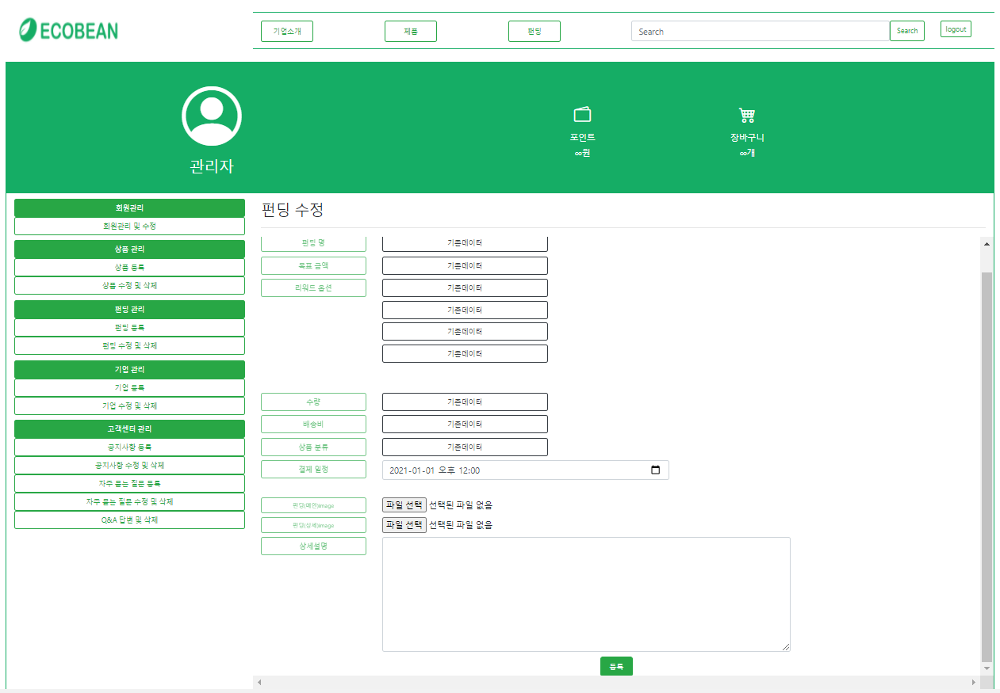 ECOBEAN
기업소개
제품
펀딩
Search
Search
logout
관리자
포인트
∞원
장바구니
∞개
회원관리
회원관리 및 수정
상품 관리
상품 등록
상품 수정 및 삭제
펀딩 관리
펀딩 등록
펀딩 수정 및 삭제
기업 관리
기업 등록
기업 수정 및 삭제
고객센터 관리
공지사항 등록
공지사항 수정 및 삭제
자주 묻는 질문 등록
자주 묻는 질문 수정 및 삭제
Q&A 답변 및 삭제
펀딩 수정
펀딩 명 기존데이터
목표 금액 기존데이터
리워드 옵션 기존데이터
기존데이터
기존데이터
기존데이터
수량 기존데이터
배송비 기존데이터
상품 분류 기존데이터
결제 일정 2021-01-01 오후 12:00
펀딩(메인)image 파일 선택 선택된 파일 없음
펀딩(상세)image 파일 선택 선택된 파일 없음
상세설명
등록